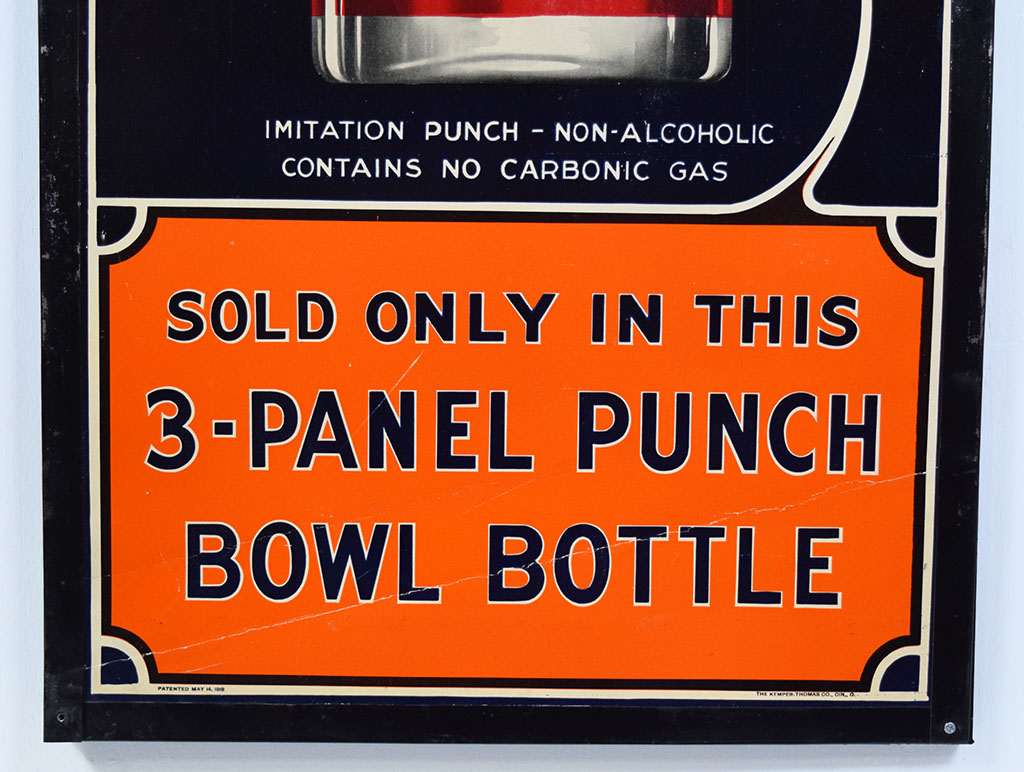 IMITATION PUNCH - NON-ALCOHOLIC
CONTAINS NO CARBONIC GAS
SOLD ONLY IN THIS
3-PANEL PUNCH
BOWL BOTTLE
PATENTED MAY 14, 1918
THE KEMPER-THOMAS CO., CIN., O.